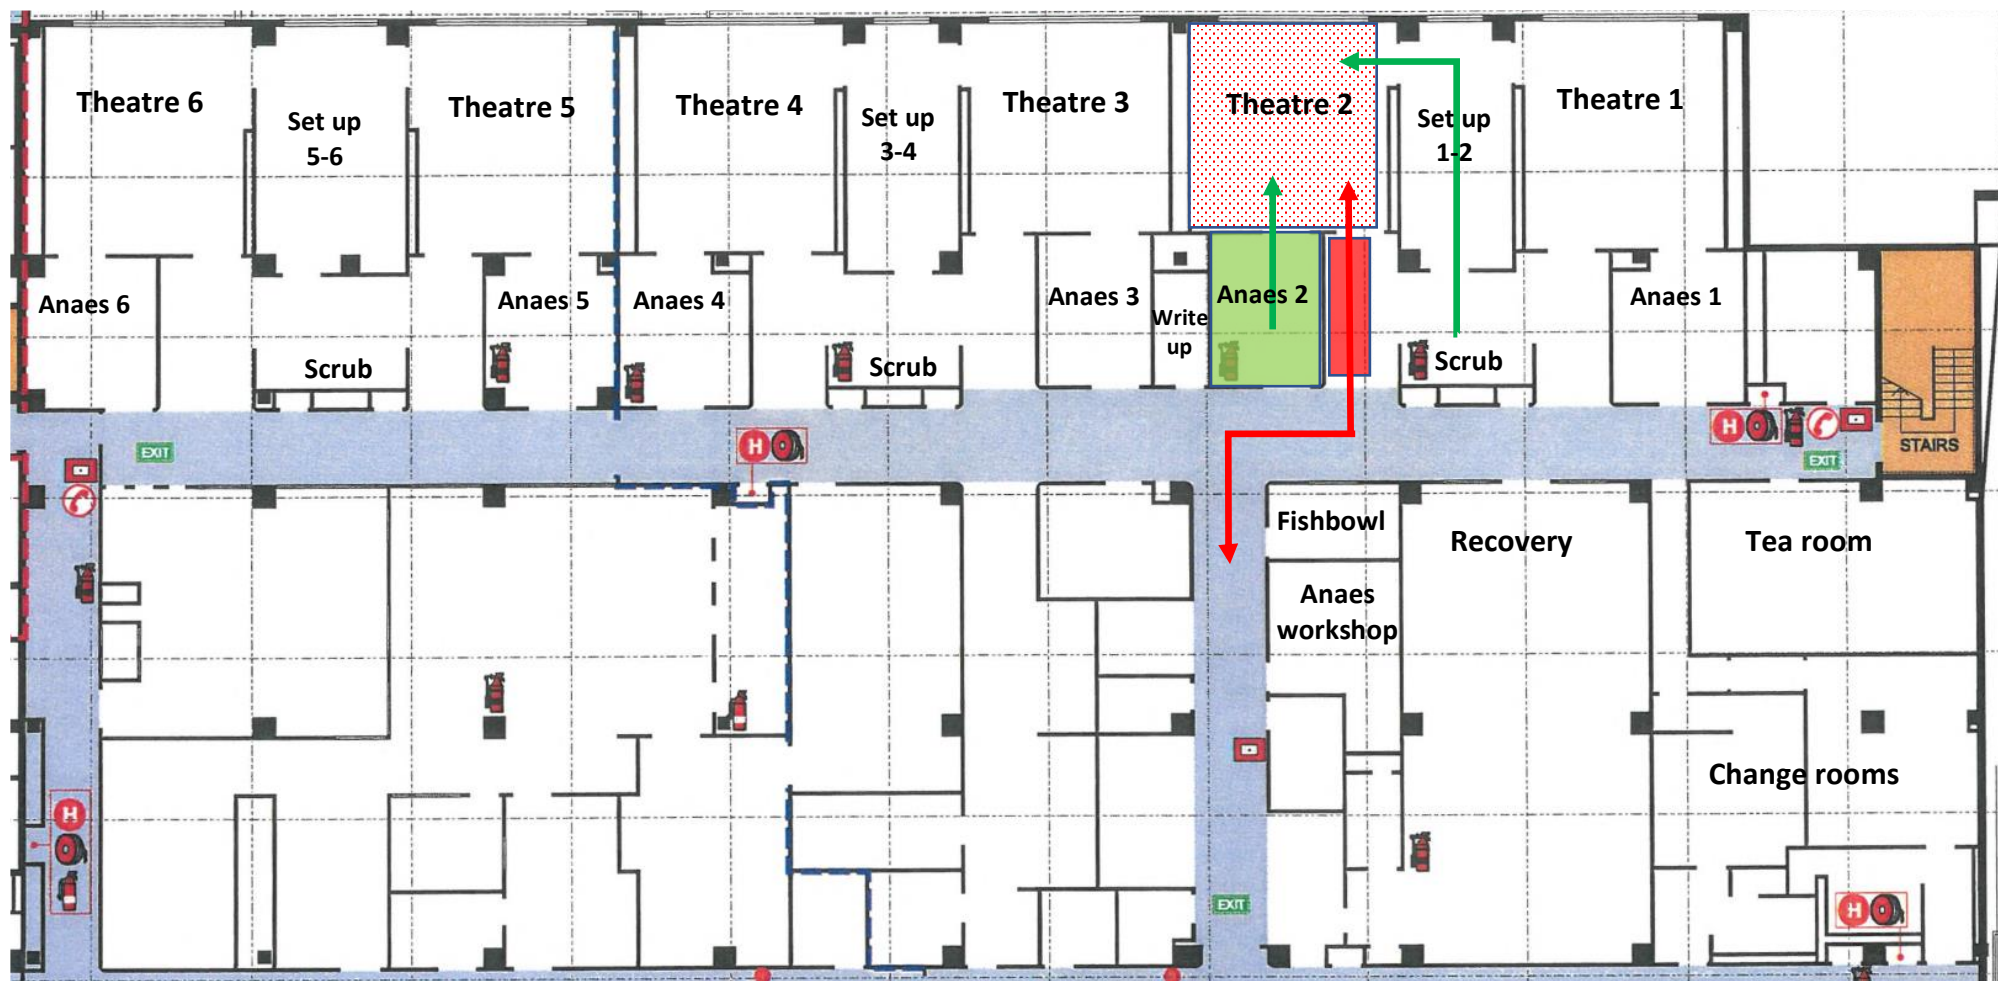 Theatre 6
Set up
5-6
Theatre 5
Theatre 4
Set up
3-4
Theatre 3
Theatre 2
Set up
1-2
Theatre 1
Anaes 6
Anaes 5
Anaes 4
Anaes 3
Write
up
Anaes 2
Anaes 1
Scrub
Scrub
Scrub
EXIT
H
H
EXIT
STAIRS
Fishbowl
Recovery
Tea room
Anaes
workshop
Change rooms
H
EXIT
H